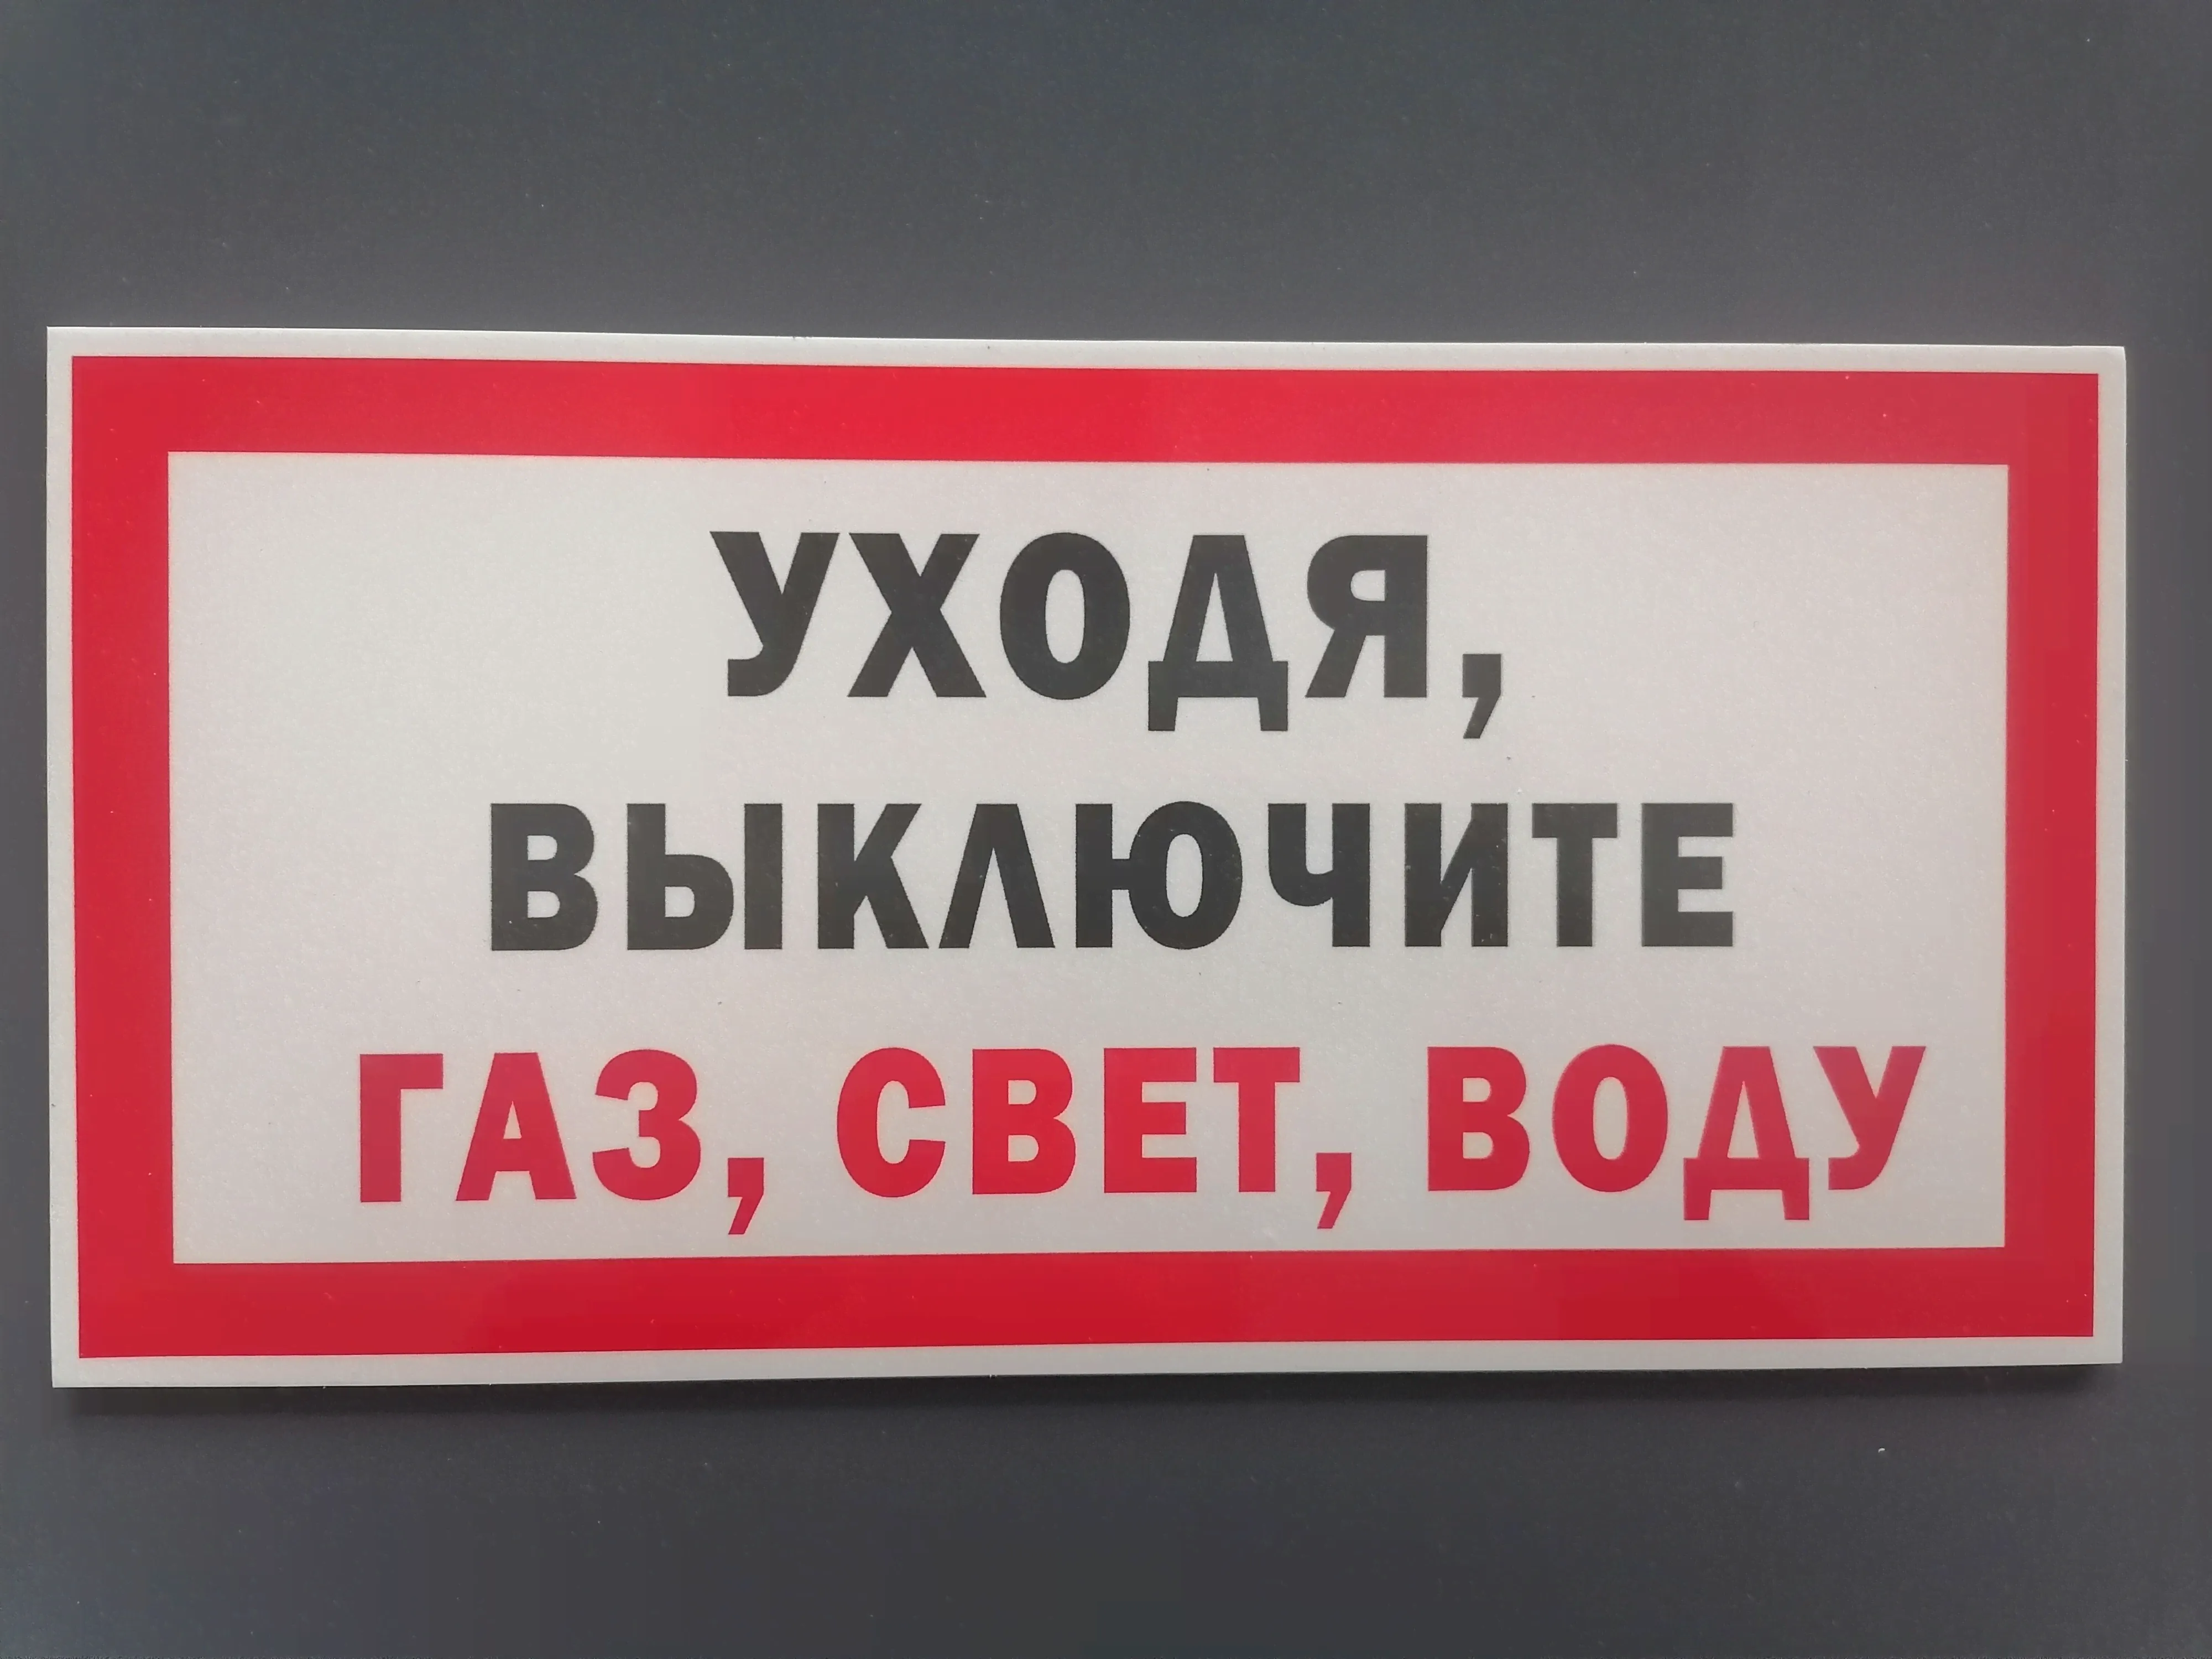 УХОДЯ,
ВЫКЛЮЧИТЕ
ГАЗ, СВЕТ, ВОДУ